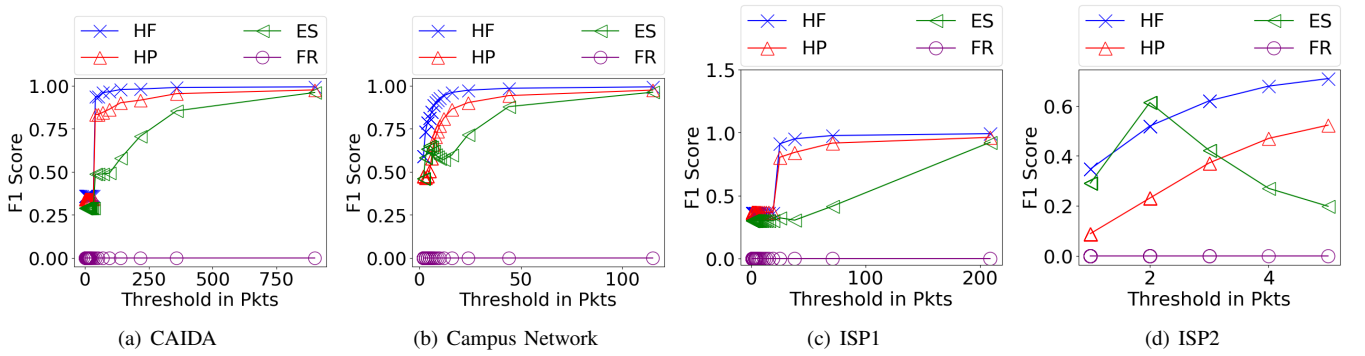 HF
ES
HP
FR
1.00
0.75
0.50
0.25
0.00
F1 Score
0
250
500
750
Threshold in Pkts
(a) CAIDA
HF
ES
HP
FR
1.00
0.75
0.50
0.25
0.00
F1 Score
0
50
100
Threshold in Pkts
(b) Campus Network
HF
ES
HP
FR
1.5
1.0
0.5
0.0
F1 Score
0
100
200
Threshold in Pkts
(c) ISP1
HF
ES
HP
FR
0.6
0.4
0.2
0.0
F1 Score
2
4
Threshold in Pkts
(d) ISP2